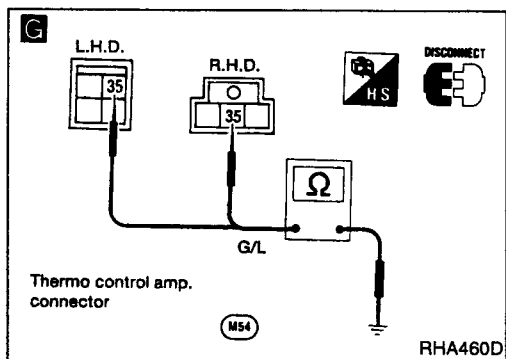 G
L.H.D.
R.H.D.
DISCONNECT
H.S
35
35
Ω
G/L
Thermo control amp.
connector
M54
RHA460D